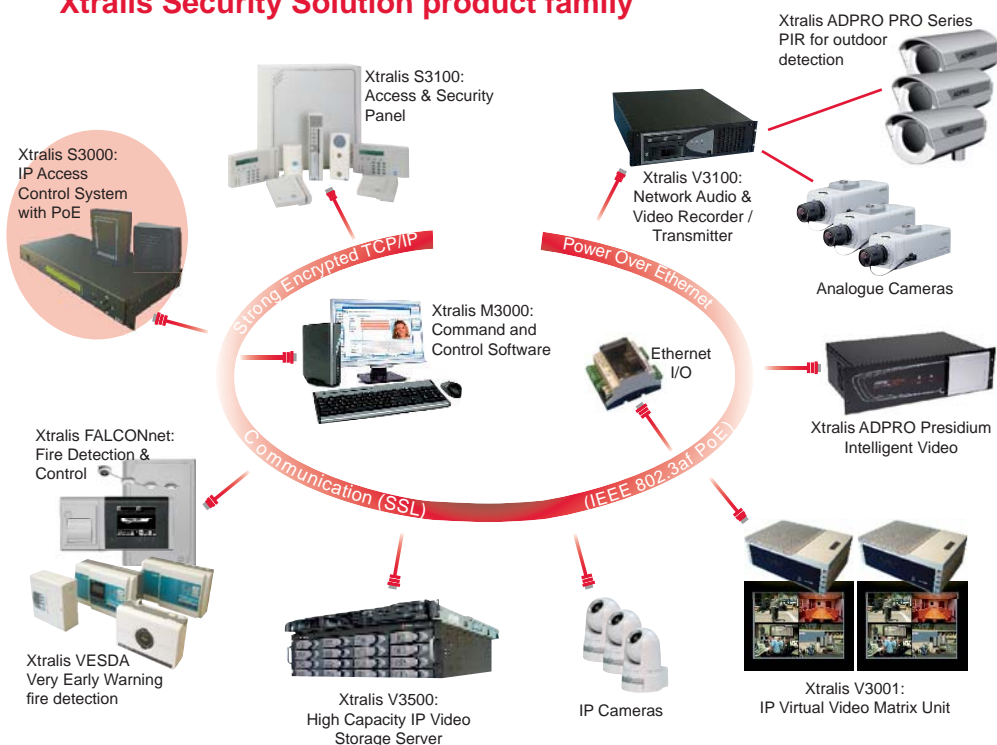 Xtralis Security Solution product family
Xtralis ADPRO PRO Series
PIR for outdoor
detection
Xtralis S3100:
Access & Security
Panel
Xtralis S3000:
IP Access
Control System
with PoE
Xtralis V3100:
Network Audio &
Video Recorder /
Transmitter
Analogue Cameras
Strong Encrypted TCP/IP
Power Over Ethernet
Xtralis M3000:
Command and
Control Software
Ethernet
I/O
Xtralis ADPRO Presidium
Intelligent Video
Xtralis FALCONnet:
Fire Detection &
Control
Communication (SSL)
(IEEE 802.3af PoE)
Xtralis VESDA
Very Early Warning
fire detection
Xtralis V3500:
High Capacity IP Video
Storage Server
IP Cameras
Xtralis V3001:
IP Virtual Video Matrix Unit